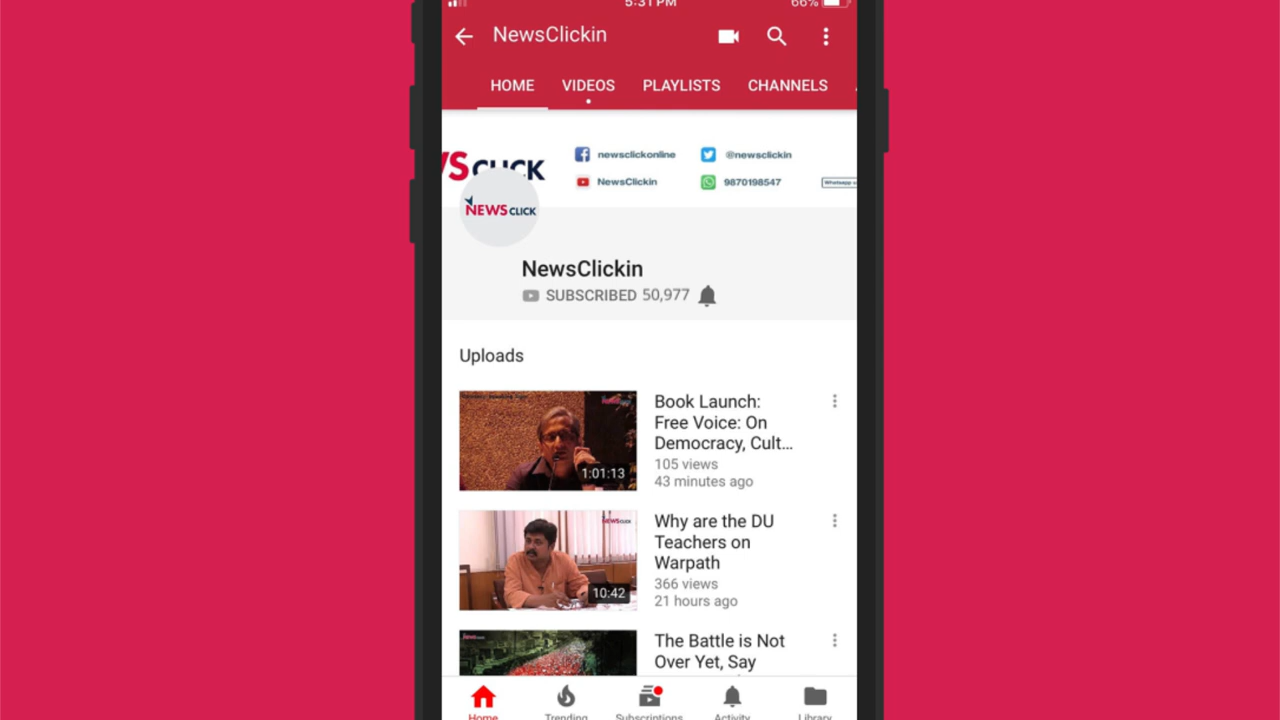 5:31 PM
66%
NewsClickin
HOME VIDEOS PLAYLISTS CHANNELS
WS CLICK
newsclickonline
@newsclickin
NewsClickin
9870198547
Whatsapp
NEWS CLICK
NewsClickin
SUBSCRIBED 50,977
Uploads
Book Launch:
Free Voice: On
Democracy, Cult...
105 views
43 minutes ago
1:01:13
NEWSCLICK
Why are the DU
Teachers on
Warpath
366 views
21 hours ago
10:42
The Battle is Not
Over Yet, Say
Home Trending Subscriptions Activity Library